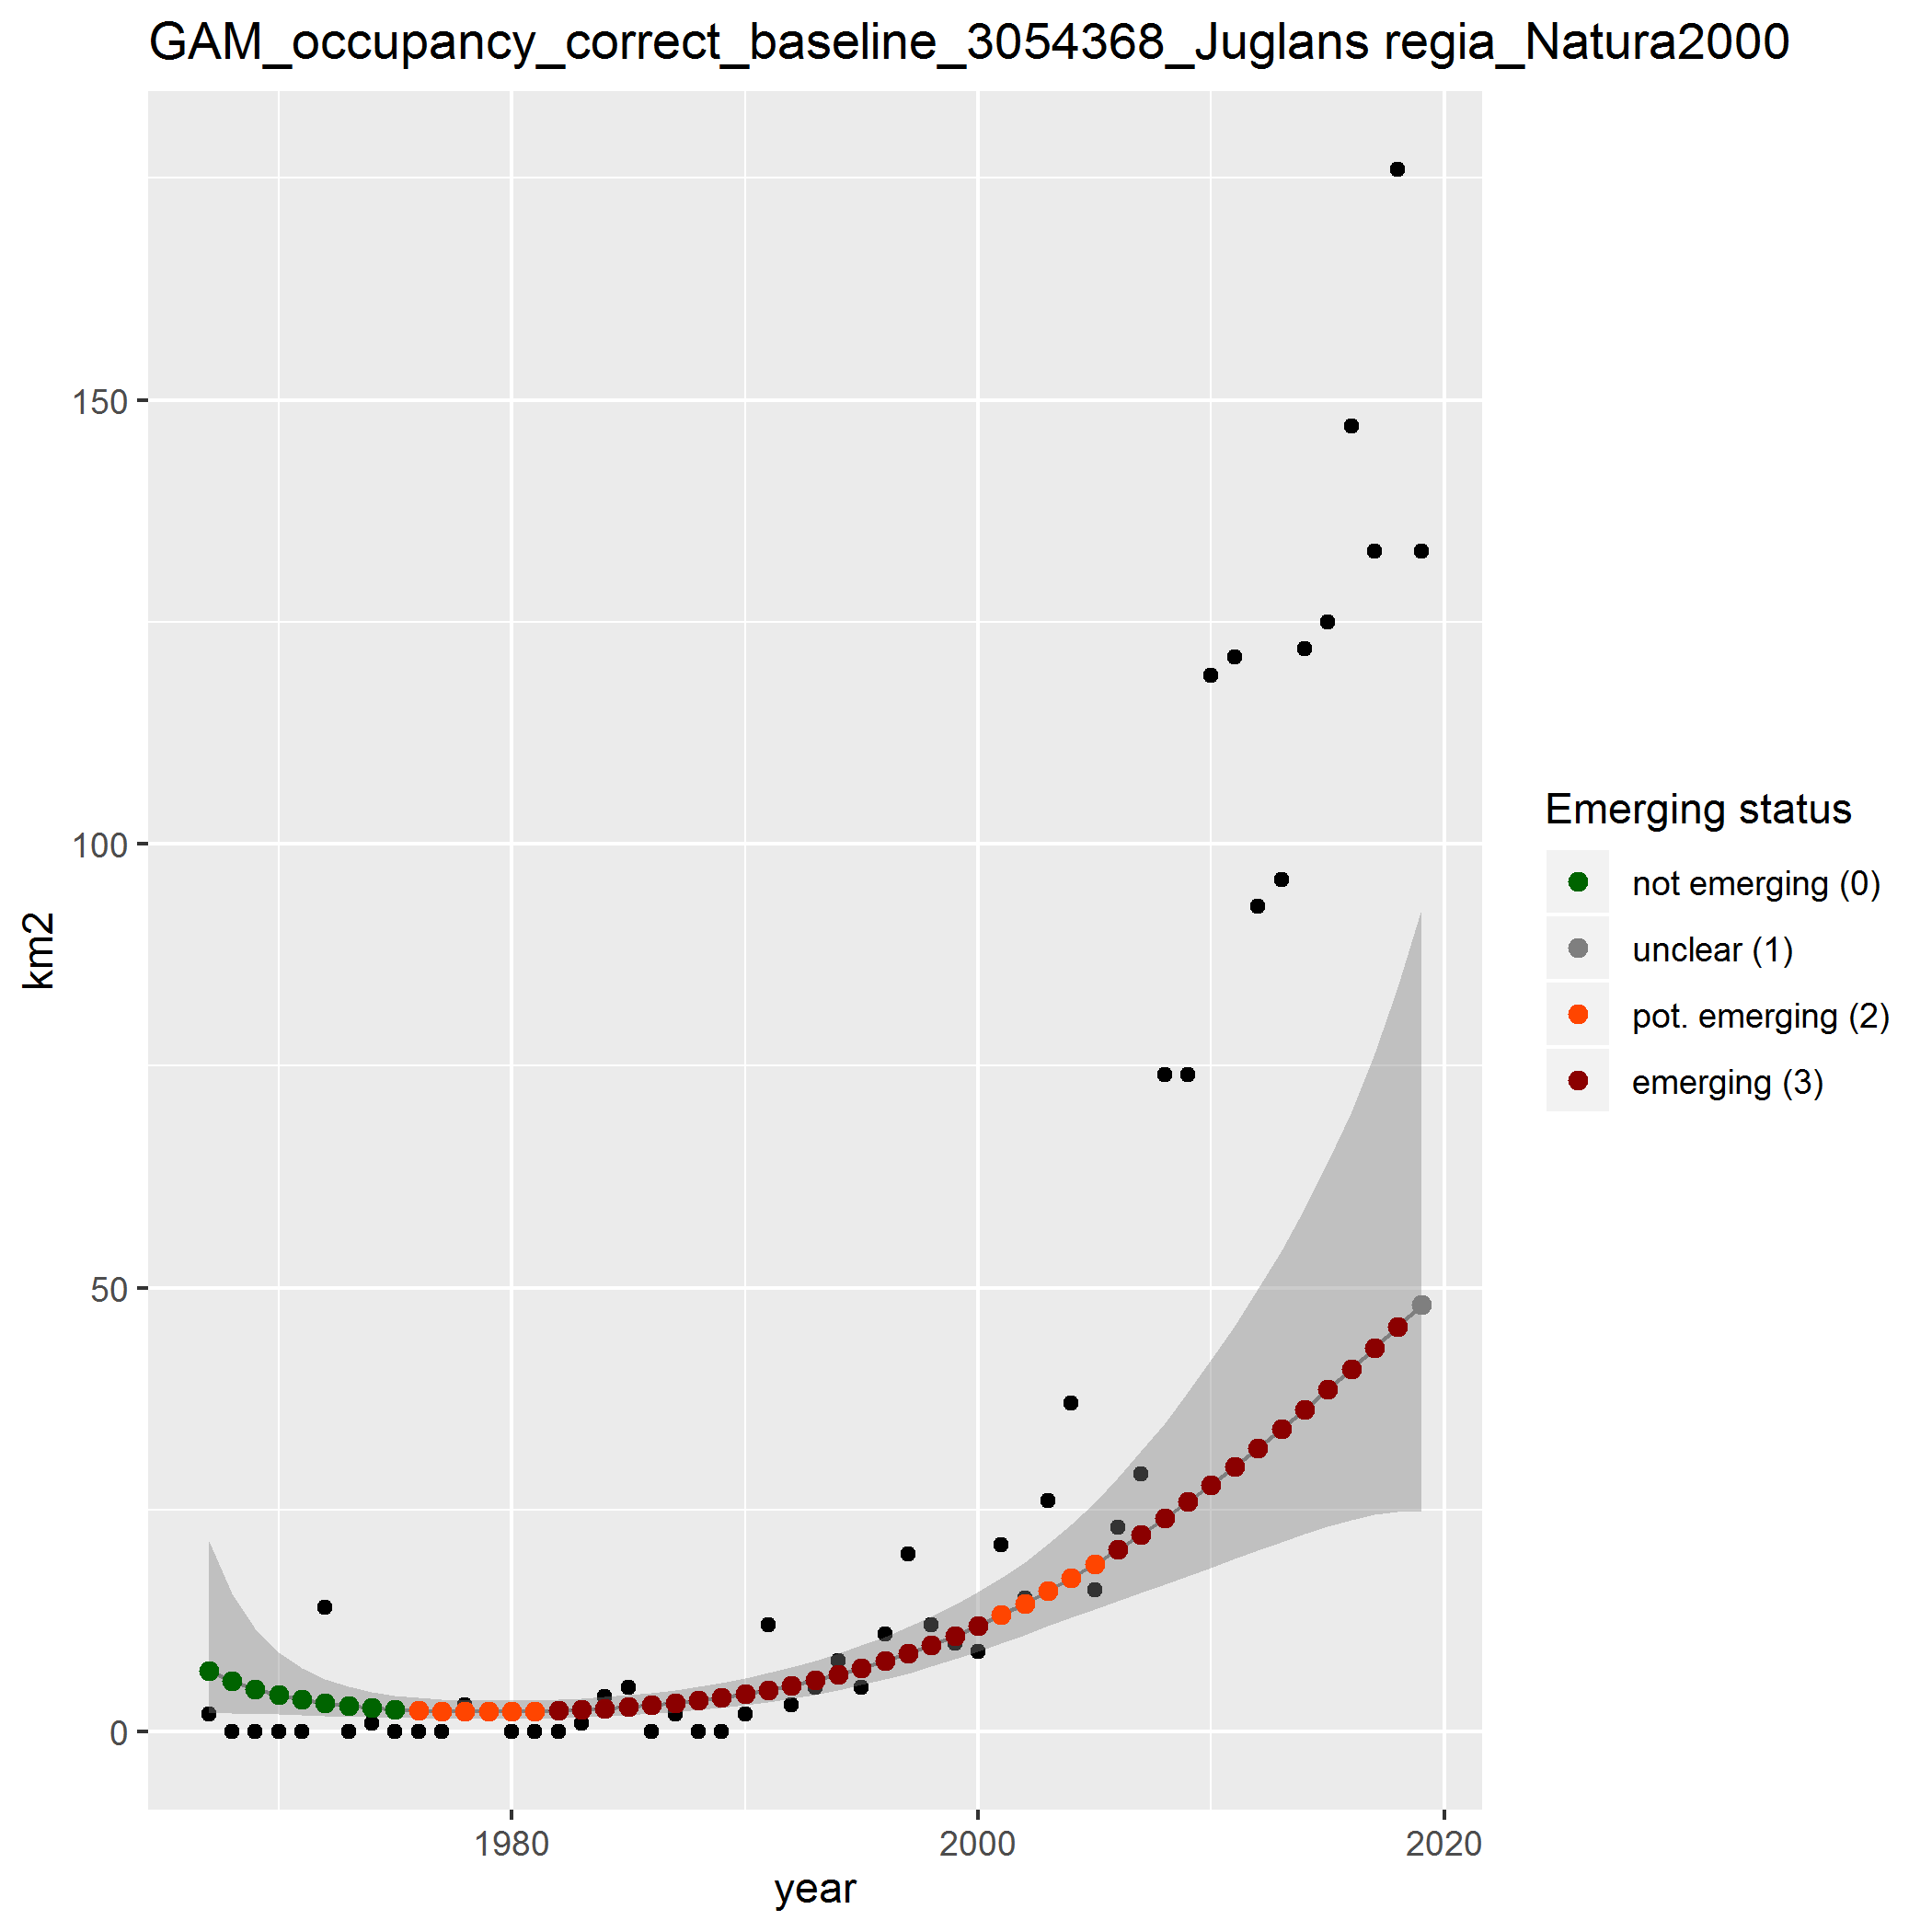 GAM_occupancy_correct_baseline_3054368_Juglans regia_Natura2000
150
100
50
0
km2
1980
2000
2020
year
Emerging status
not emerging (0)
unclear (1)
pot. emerging (2)
emerging (3)